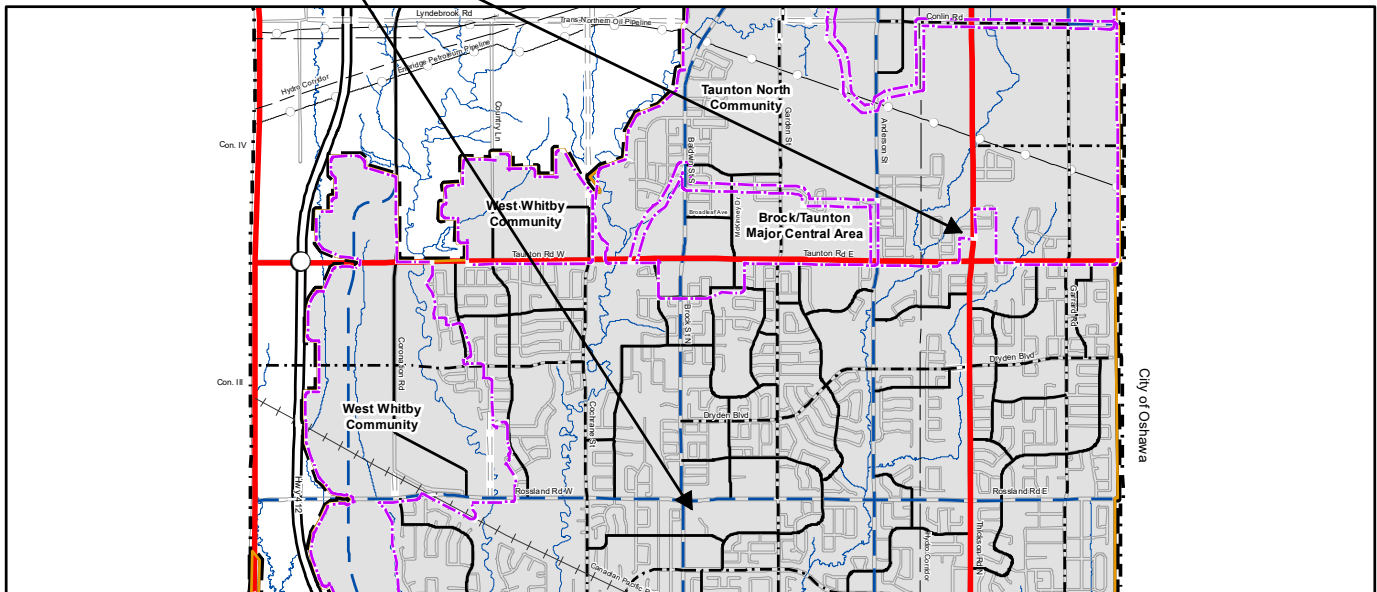 Lyndebrook Rd
Trans-Northern Oil Pipeline
Conlin Rd
Enbridge Petroleum Pipeline
Hydro Corridor
Taunton North
Community
Country Ln
Garden St
Anderson St
Con. IV
Baldwin St S
West Whitby
Community
Broadleaf Ave
McKinney Dr
Brock/Taunton
Major Central Area
Taunton Rd W
Taunton Rd E
Garrard Rd
Brock St N
Coronation Rd
Dryden Blvd
Con. III
City of Oshawa
West Whitby
Community
Cochrane St
Dryden Blvd
Hwy 412
Rossland Rd W
Rossland Rd E
Thickson Rd N
Hydro Corridor
Canadian Pacific